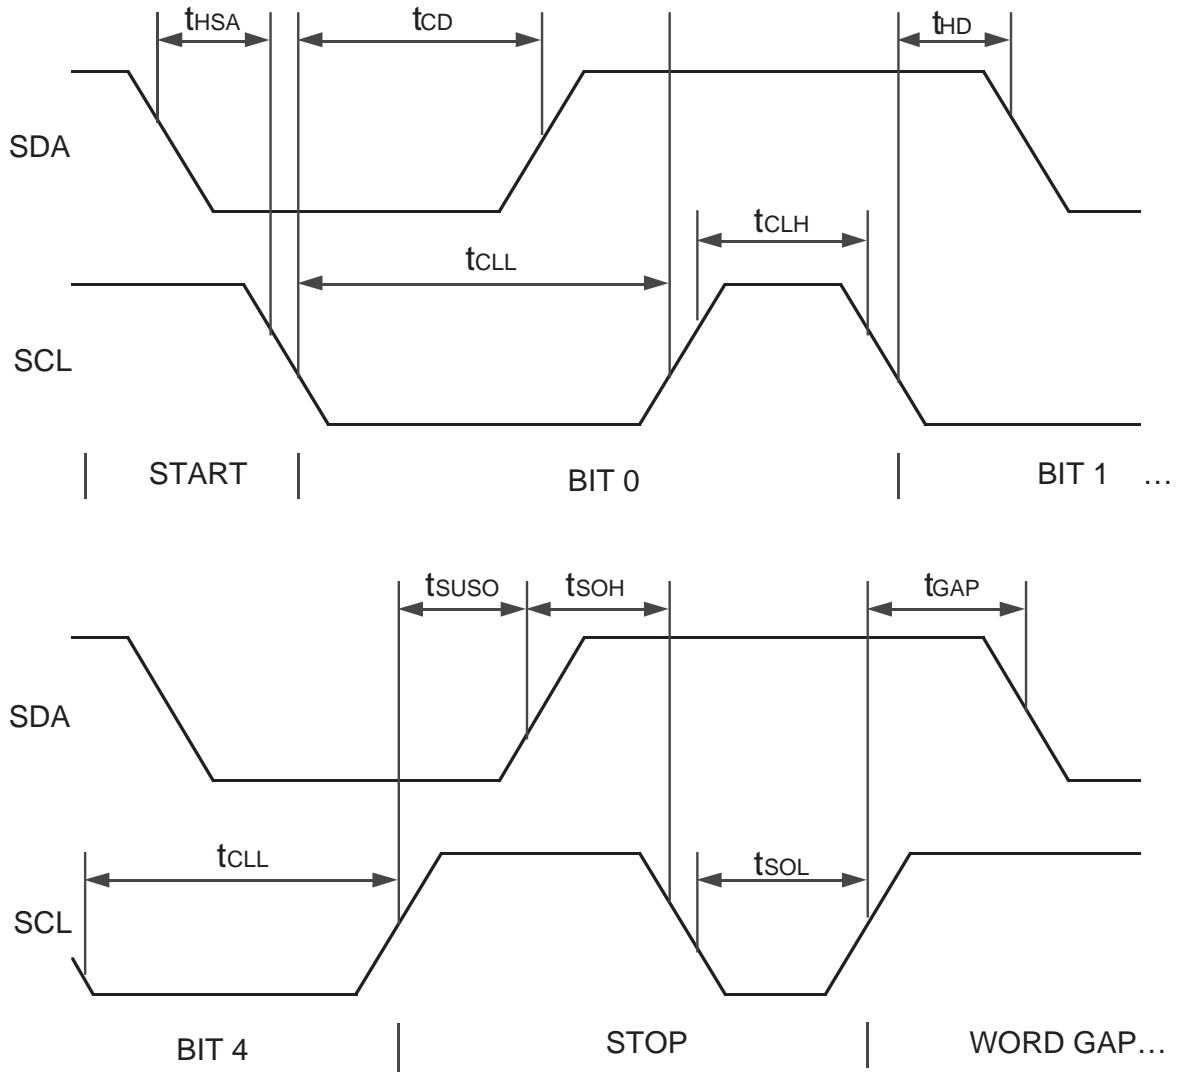 tHSA tCD tHD
SDA
tCLH
tCLL
SCL
START BIT 0 BIT 1 …
tSUSO tSOH tGAP
SDA
tCLL tSOL
SCL
BIT 4 STOP WORD GAP…